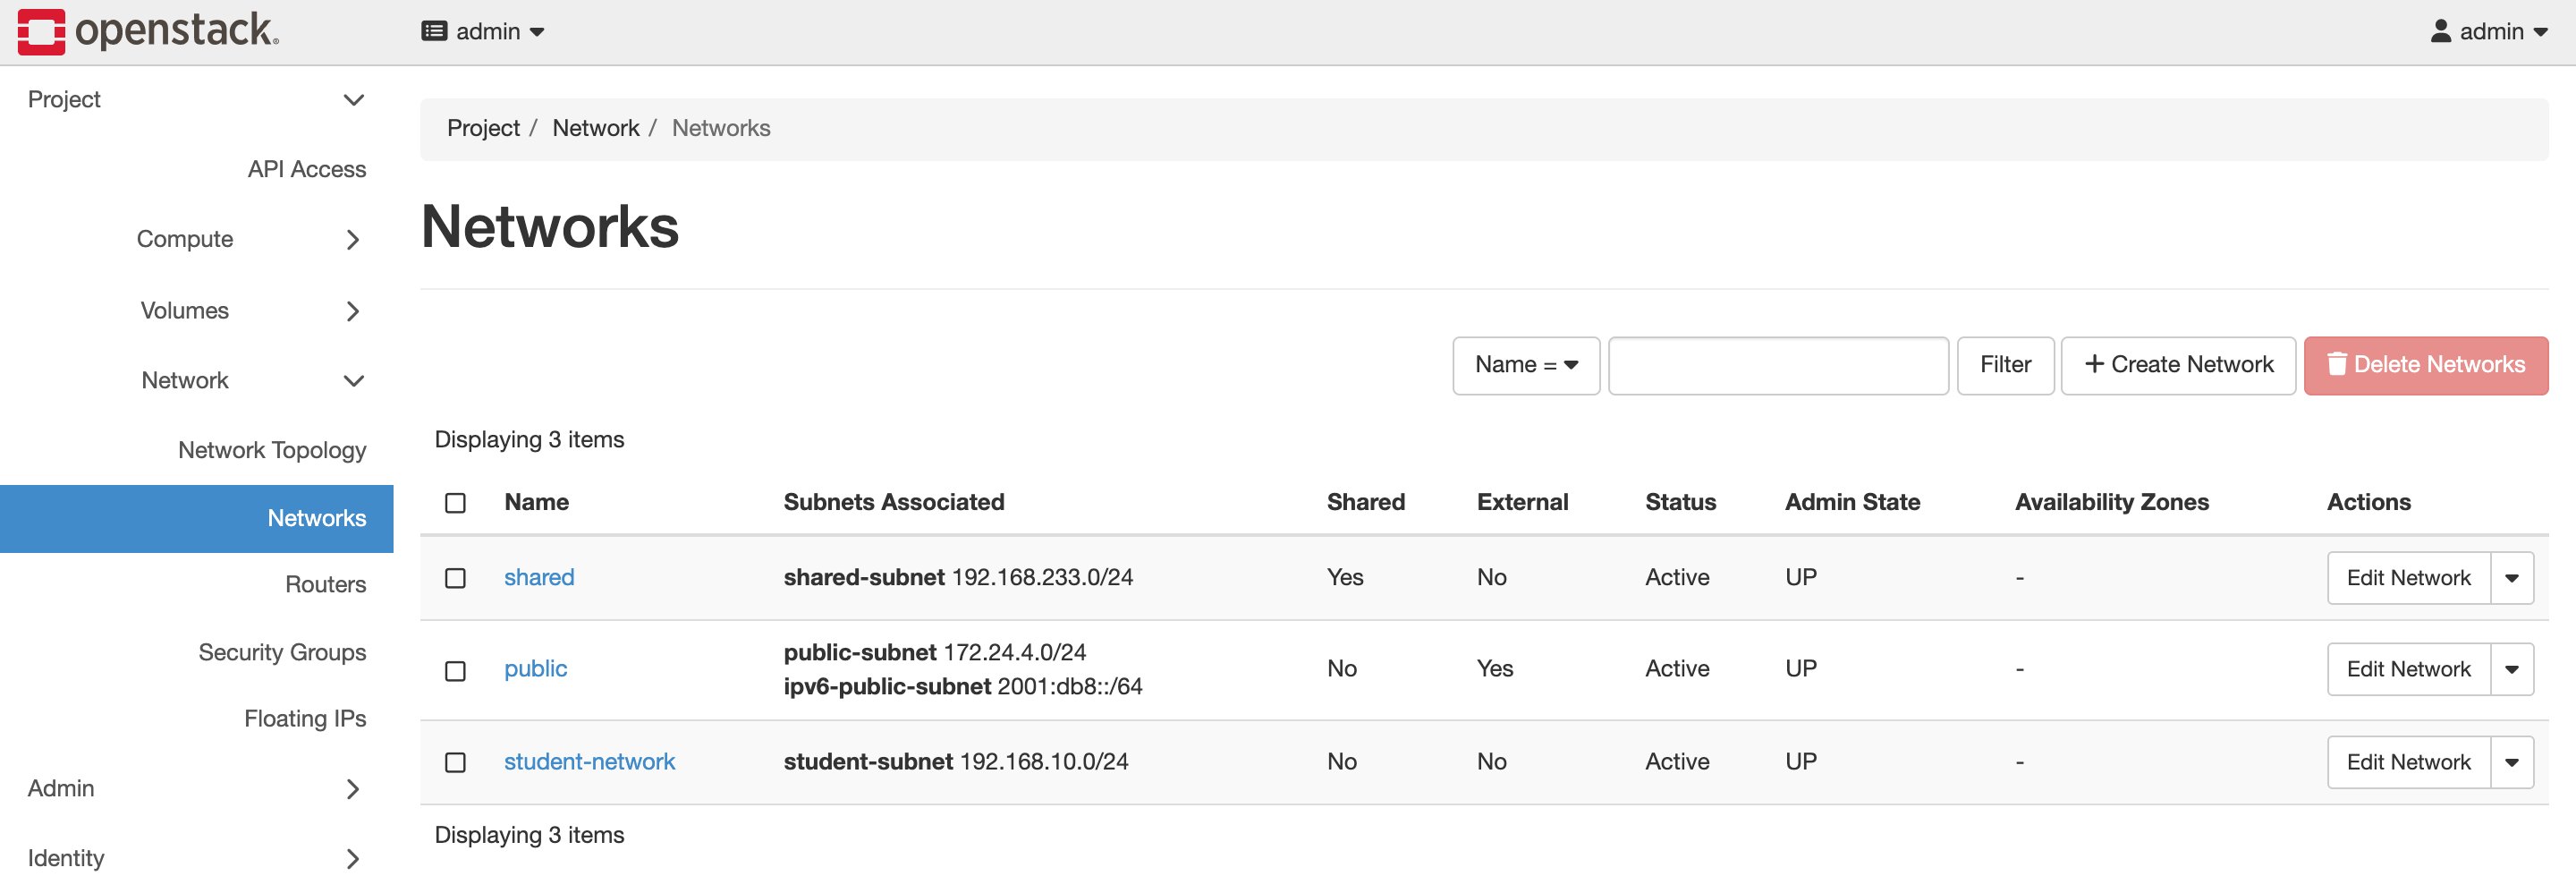 openstack.
admin
admin
Project
API Access
Compute
Volumes
Network
Network Topology
Networks
Routers
Security Groups
Floating IPs
Admin
Identity
Project / Network / Networks
Networks
Name = Filter + Create Network Delete Networks
Displaying 3 items
Name Subnets Associated Shared External Status Admin State Availability Zones Actions
shared shared-subnet 192.168.233.0/24 Yes No Active UP - Edit Network
public public-subnet 172.24.4.0/24 No Yes Active UP - Edit Network
ipv6-public-subnet 2001:db8::/64
student-network student-subnet 192.168.10.0/24 No No Active UP - Edit Network
Displaying 3 items